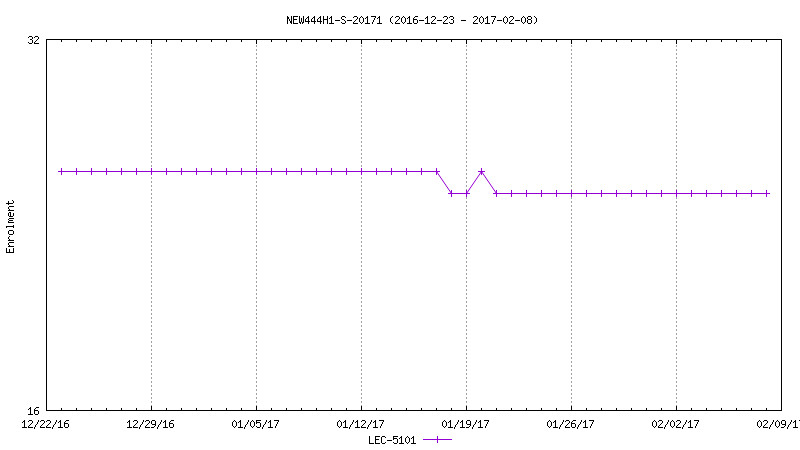 NEW444H1-S-20171 (2016-12-23 - 2017-02-08)
32
Enrolment
16
12/22/16 12/29/16 01/05/17 01/12/17 01/19/17 01/26/17 02/02/17 02/09/1
LEC-5101